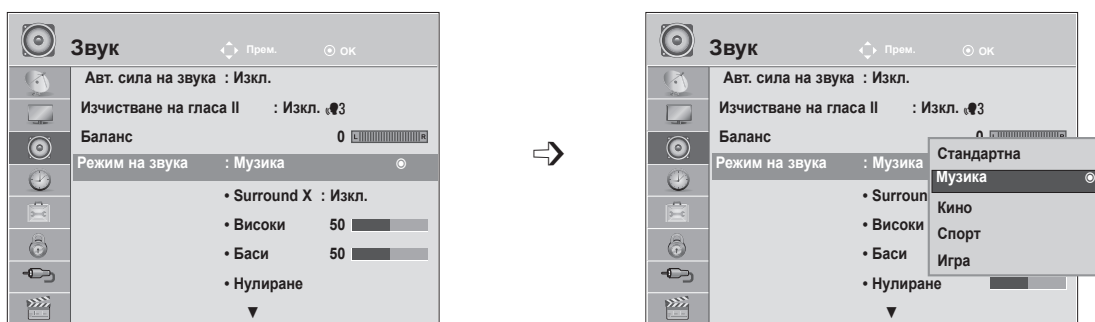 Звук Прем. OK
Авт. сила на звука : Изкл.
Изчистване на гласа II : Изкл. 3
Баланс 0 L R
Режим на звука : Музика
• Surround X : Изкл.
• Високи 50
• Баси 50
• Нулиране
▼
Звук Прем. OK
Авт. сила на звука : Изкл.
Изчистване на гласа II : Изкл. 3
Баланс
Режим на звука : Музика
• Surroun
• Високи
• Баси
• Нулиране
▼
Стандартна
Музика
Кино
Спорт
Игра